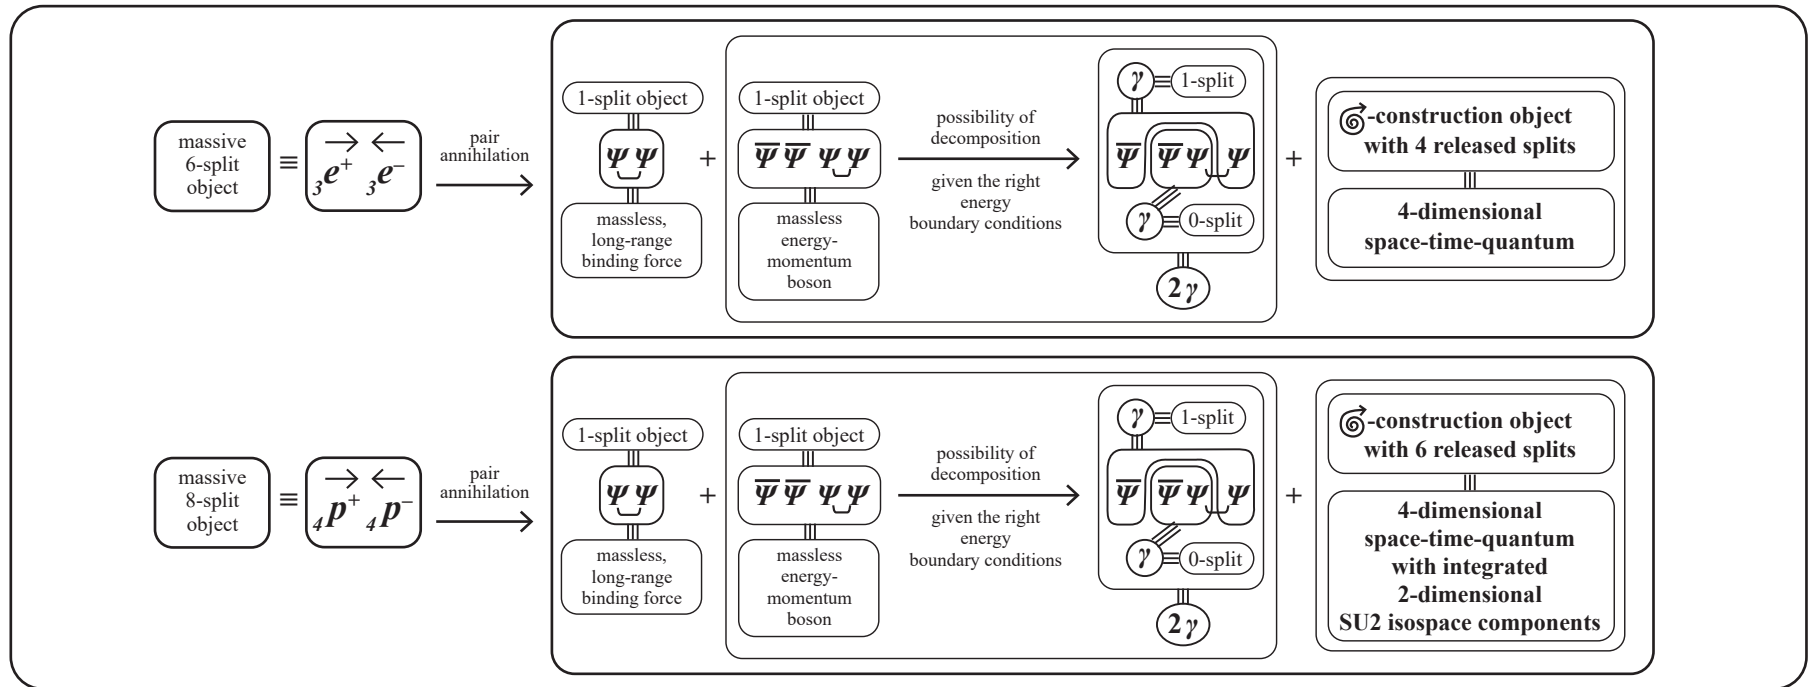 massive
6-split
object
≡
₃e⁺ ₃e⁻
pair
annihilation
1-split object
ΨΨ
massless,
long-range
binding force
+
1-split object
Ψ̅ Ψ̅ Ψ Ψ
massless
energy-
momentum
boson
possibility of
decomposition
given the right
energy
boundary conditions
γ 1-split
Ψ̅ Ψ̅ Ψ Ψ
γ 0-split
2γ
+
-construction object
with 4 released splits
4-dimensional
space-time-quantum
massive
8-split
object
≡
₄p⁺ ₄p⁻
pair
annihilation
1-split object
ΨΨ
massless,
long-range
binding force
+
1-split object
Ψ̅ Ψ̅ Ψ Ψ
massless
energy-
momentum
boson
possibility of
decomposition
given the right
energy
boundary conditions
γ 1-split
Ψ̅ Ψ̅ Ψ Ψ
γ 0-split
2γ
+
-construction object
with 6 released splits
4-dimensional
space-time-quantum
with integrated
2-dimensional
SU2 isospace components